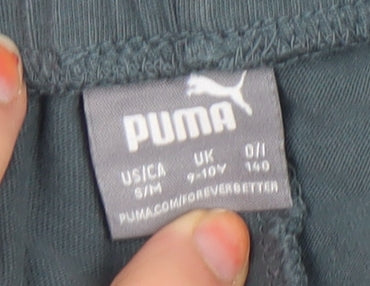 PUMA
US/CA UK D/I
S/M 9-10Y 140
PUMA.COM/FOREVERBETTER